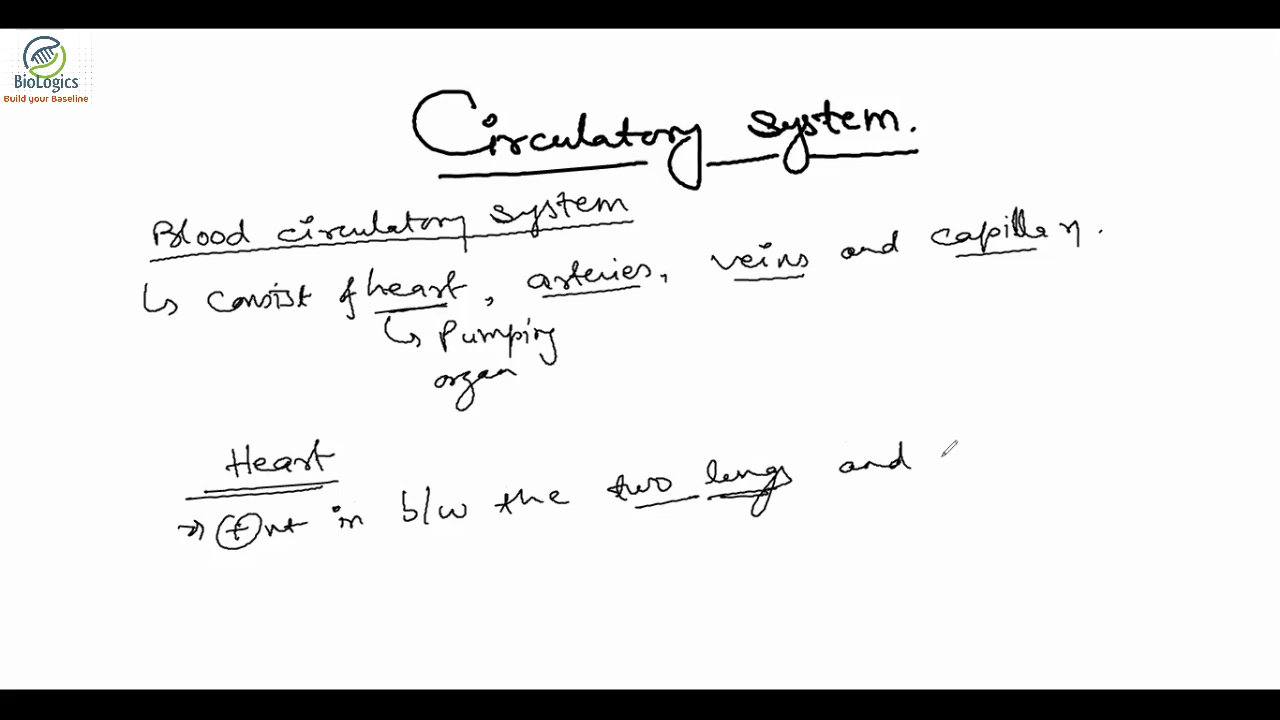 BioLogics
Build your Baseline
Circulatory system.
Blood circulatory system
↳ consist of heart, arteries, veins and capillary.
↳ Pumping
organ
Heart
→ ⊕nt in b/w the two lungs and